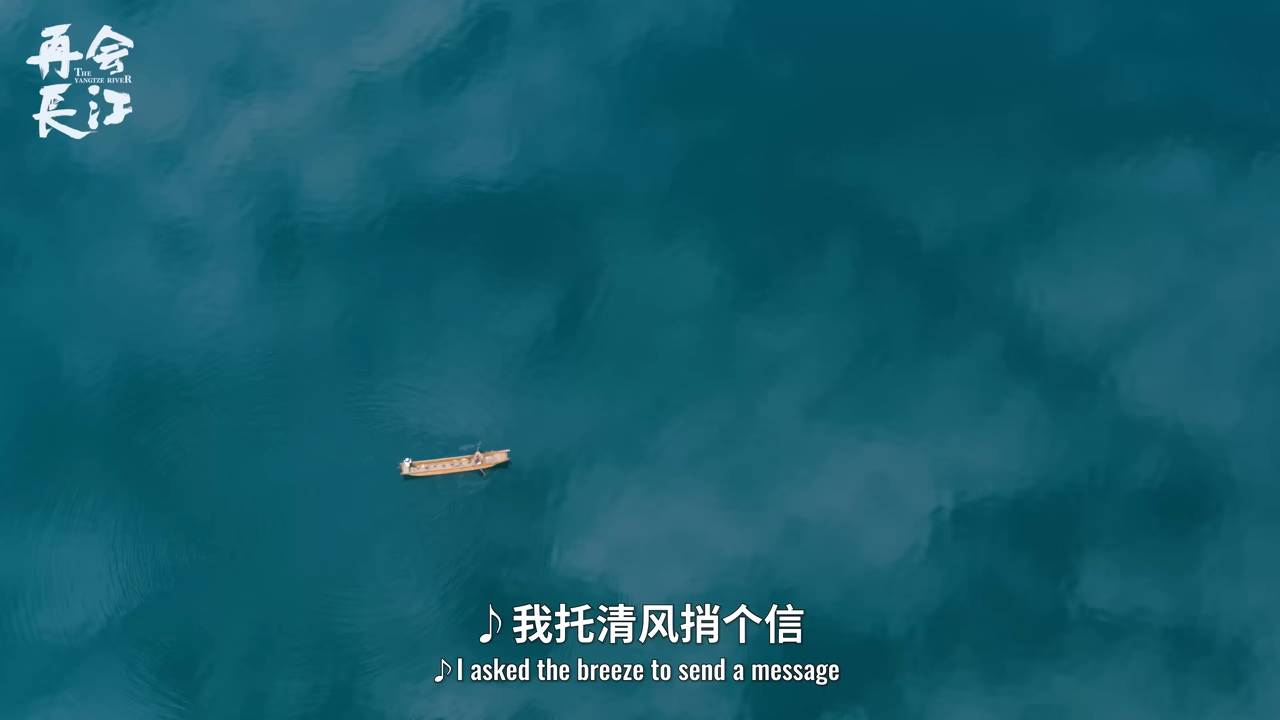 再会
THE
YANGTZE RIVER
长江
♪我托清风捎个信
♪I asked the breeze to send a message